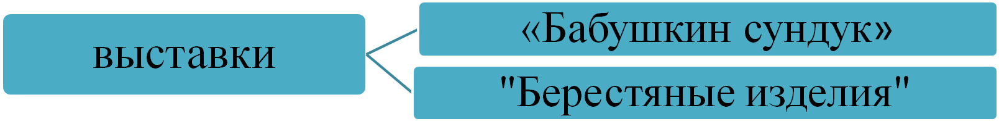 выставки
«Бабушкин сундук»
"Берестяные изделия"